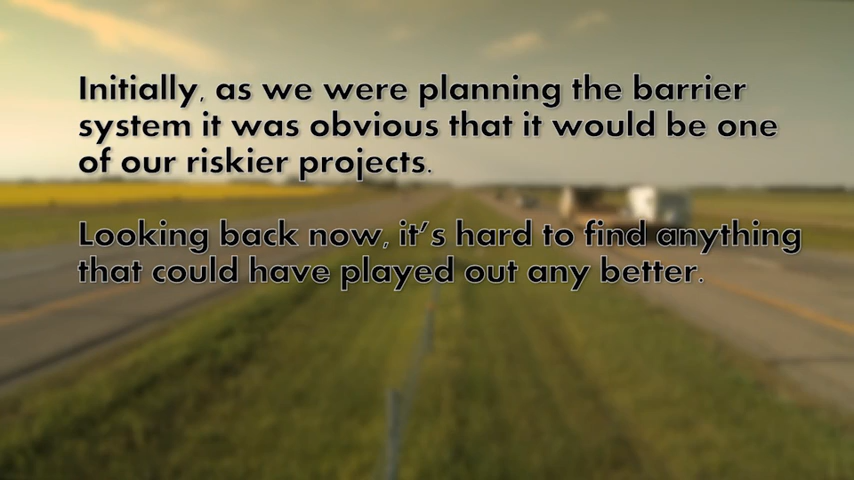 Initially, as we were planning the barrier
system it was obvious that it would be one
of our riskier projects.
Looking back now, it's hard to find anything
that could have played out any better.